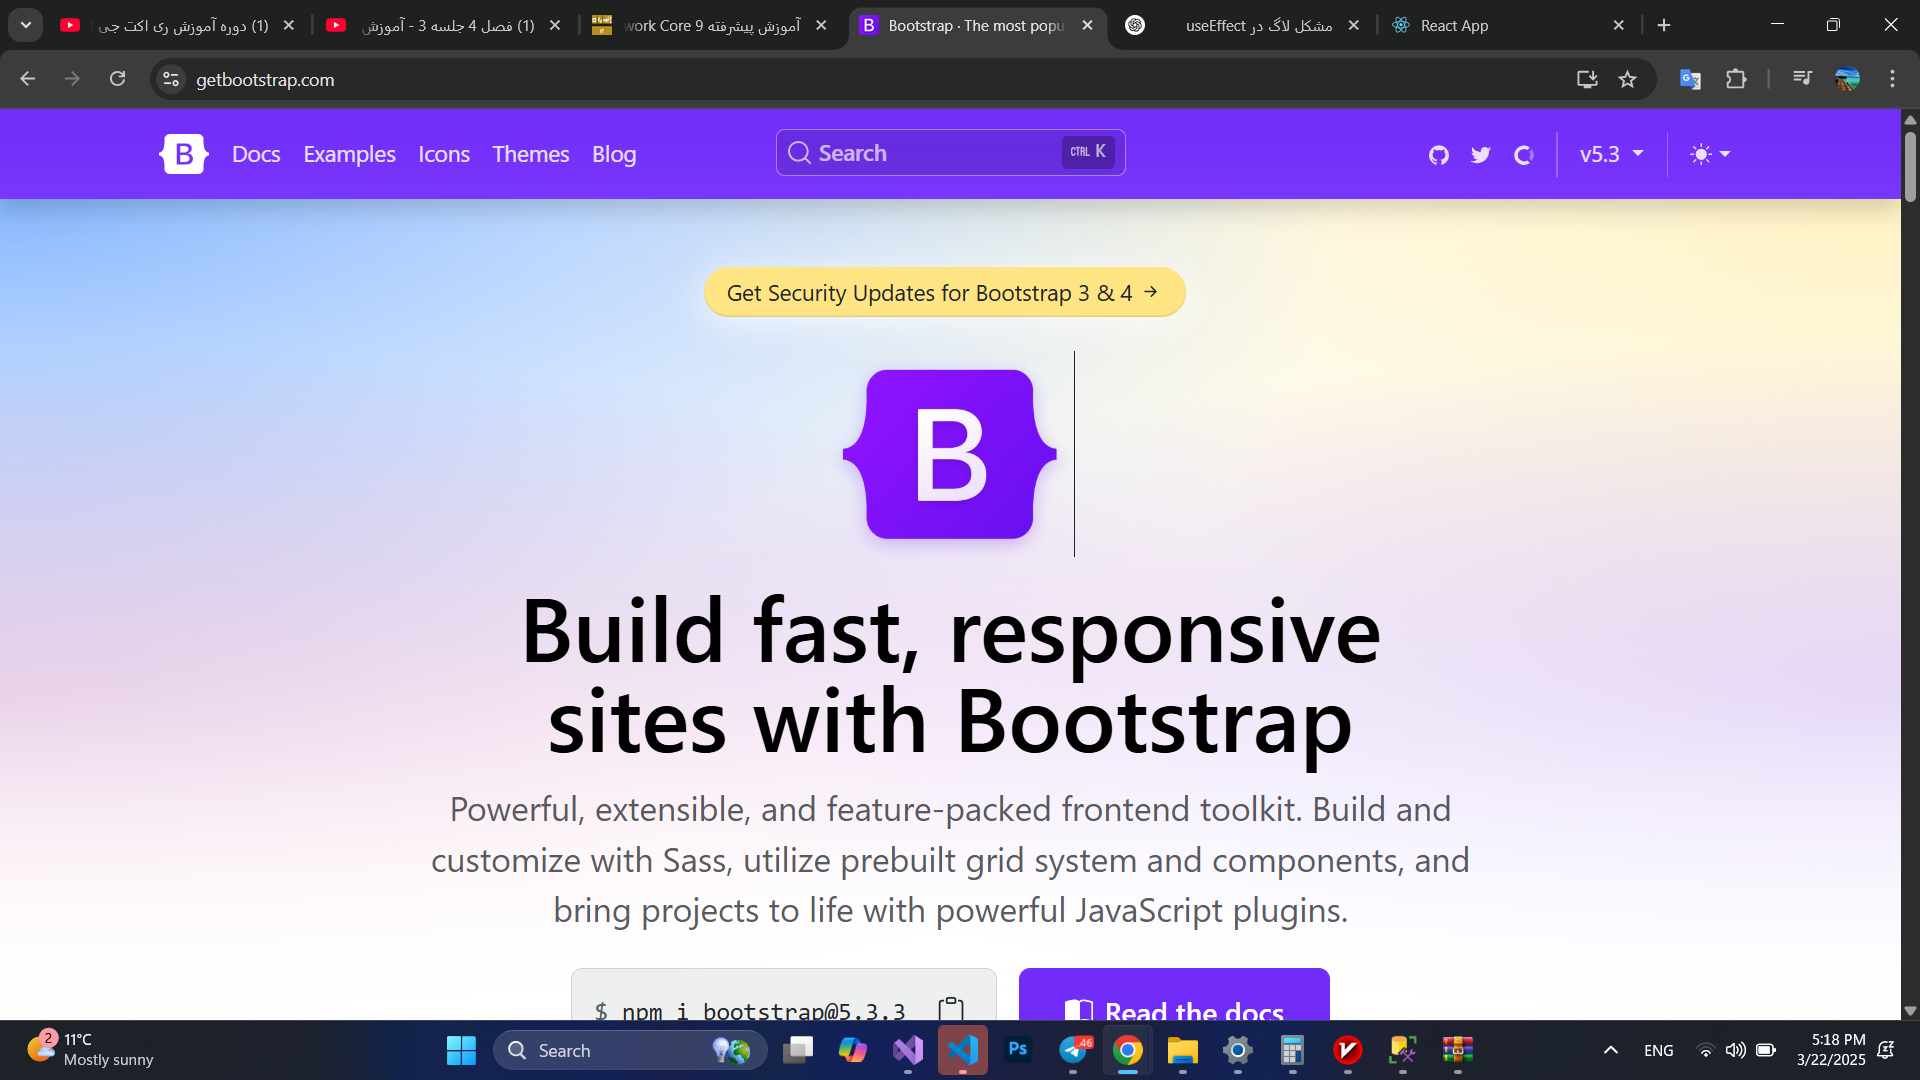 (1) دوره آموزش ری اکت جی
(1) فصل 4 جلسه 3 - آموزش
آموزش پیشرفته work Core 9
Bootstrap · The most popu
مشکل لاگ در useEffect
React App
getbootstrap.com
B
Docs
Examples
Icons
Themes
Blog
Search
CTRL K
v5.3
Get Security Updates for Bootstrap 3 & 4 →
B
Build fast, responsive
sites with Bootstrap
Powerful, extensible, and feature-packed frontend toolkit. Build and
customize with Sass, utilize prebuilt grid system and components, and
bring projects to life with powerful JavaScript plugins.
$ npm i bootstrap@5.3.3
Read the docs
2
11°C
Mostly sunny
Search
Ps
46
ENG
5:18 PM
3/22/2025